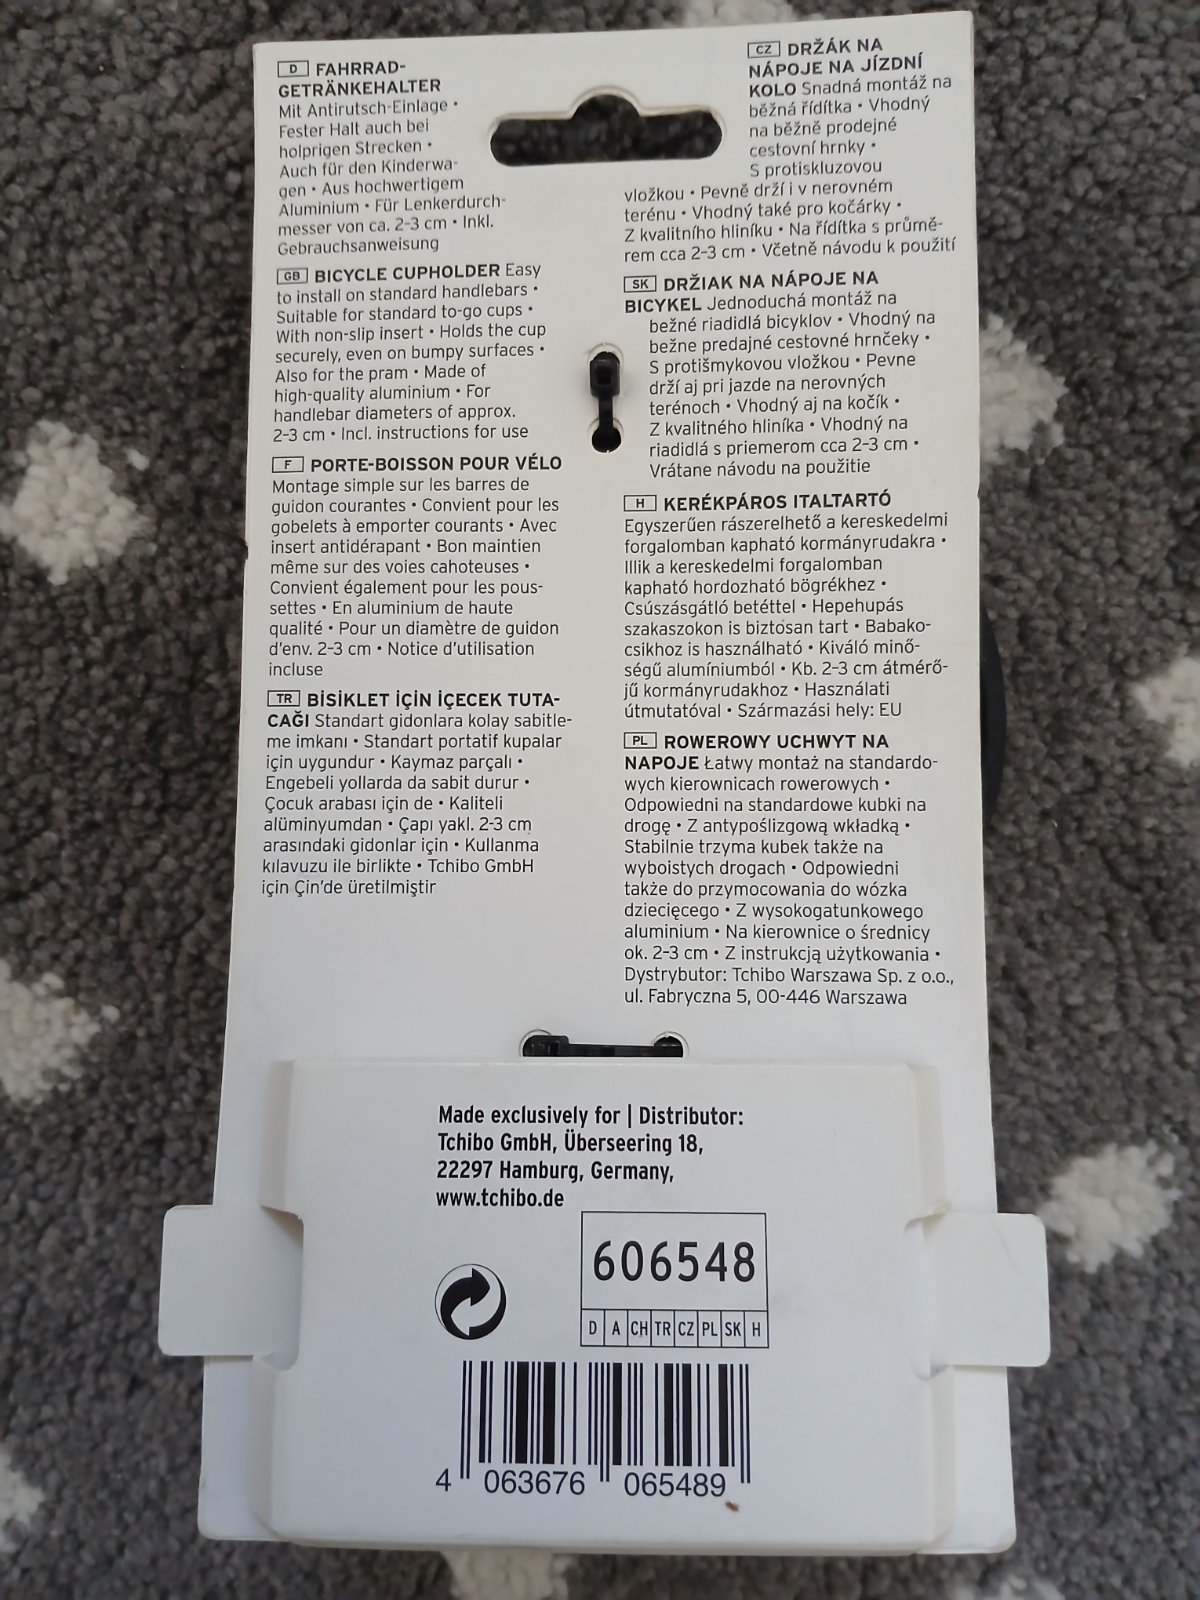 D FAHRRAD-
GETRÄNKEHALTER
Mit Antirutsch-Einlage •
Fester Halt auch bei
holprigen Strecken •
Auch für den Kinderwa-
gen • Aus hochwertigem
Aluminium • Für Lenkerdurch-
messer von ca. 2-3 cm • Inkl.
Gebrauchsanweisung
GB BICYCLE CUPHOLDER Easy
to install on standard handlebars •
Suitable for standard to-go cups •
With non-slip insert • Holds the cup
securely, even on bumpy surfaces •
Also for the pram • Made of
high-quality aluminium • For
handlebar diameters of approx.
2-3 cm • Incl. instructions for use
F PORTE-BOISSON POUR VÉLO
Montage simple sur les barres de
guidon courantes • Convient pour les
gobelets à emporter courants • Avec
insert antidérapant • Bon maintien
même sur des voies cahoteuses •
Convient également pour les pous-
settes • En aluminium de haute
qualité • Pour un diamètre de guidon
d'env. 2-3 cm • Notice d'utilisation
incluse
TR BİSİKLET İÇİN İÇECEK TUTA-
CAĞI Standart gidonlara kolay sabitle-
me imkanı • Standart portatif kupalar
için uygundur • Kaymaz parçalı •
Engebeli yollarda da sabit durur •
Çocuk arabası için de • Kaliteli
alüminyumdan • Çapı yakl. 2-3 cm
arasındaki gidonlar için • Kullanma
kılavuzu ile birlikte • Tchibo GmbH
için Çin'de üretilmiştir
CZ DRŽÁK NA
NÁPOJE NA JÍZDNÍ
KOLO Snadná montáž na
běžná řídítka • Vhodný
na běžně prodejné
cestovní hrnky •
S protiskluzovou
vložkou • Pevně drží i v nerovném
terénu • Vhodný také pro kočárky •
Z kvalitního hliníku • Na řídítka s průmě-
rem cca 2-3 cm • Včetně návodu k použití
SK DRŽIAK NA NÁPOJE NA
BICYKEL Jednoduchá montáž na
bežné riadidlá bicyklov • Vhodný na
bežne predajné cestovné hrnčeky •
S protišmykovou vložkou • Pevne
drží aj pri jazde na nerovných
terénoch • Vhodný aj na kočík •
Z kvalitného hliníka • Vhodný na
riadidlá s priemerom cca 2-3 cm •
Vrátane návodu na použitie
H KERÉKPÁROS ITALTARTÓ
Egyszerűen rászerelhető a kereskedelmi
forgalomban kapható kormányrudakra •
Illik a kereskedelmi forgalomban
kapható hordozható bögrékhez •
Csúszásgátló betéttel • Hepehupás
szakaszokon is biztosan tart • Babako-
csikhoz is használható • Kiváló minő-
ségű alumíniumból • Kb. 2-3 cm átmérő-
jű kormányrudakhoz • Használati
útmutatóval • Származási hely: EU
PL ROWEROWY UCHWYT NA
NAPOJE Łatwy montaż na standardo-
wych kierownicach rowerowych •
Odpowiedni na standardowe kubki na
drogę • Z antypoślizgową wkładką •
Stabilnie trzyma kubek także na
wyboistych drogach • Odpowiedni
także do przymocowania do wózka
dziecięcego • Z wysokogatunkowego
aluminium • Na kierownice o średnicy
ok. 2-3 cm • Z instrukcją użytkowania •
Dystrybutor: Tchibo Warszawa Sp. z o.o.,
ul. Fabryczna 5, 00-446 Warszawa
Made exclusively for | Distributor:
Tchibo GmbH, Überseering 18,
22297 Hamburg, Germany,
www.tchibo.de
606548
D A CH TR CZ PL SK H
4 063676 065489